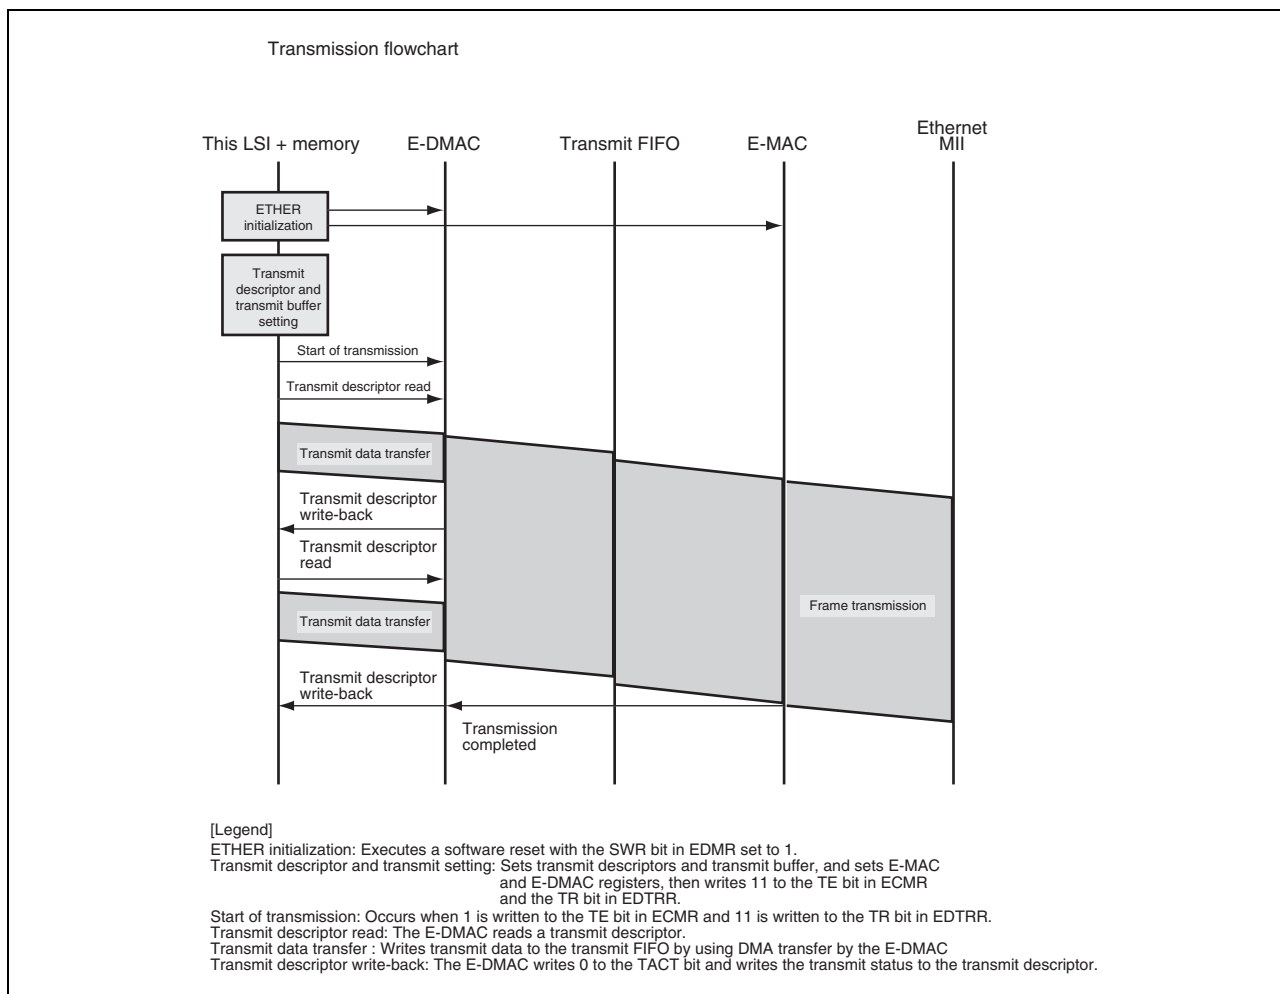 Transmission flowchart
This LSI + memory
E-DMAC
Transmit FIFO
E-MAC
Ethernet
MII
ETHER
initialization
Transmit
descriptor and
transmit buffer
setting
Start of transmission
Transmit descriptor read
Transmit data transfer
Transmit descriptor
write-back
Transmit descriptor
read
Frame transmission
Transmit data transfer
Transmit descriptor
write-back
Transmission
completed
[Legend]
ETHER initialization: Executes a software reset with the SWR bit in EDMR set to 1.
Transmit descriptor and transmit setting: Sets transmit descriptors and transmit buffer, and sets E-MAC
and E-DMAC registers, then writes 11 to the TE bit in ECMR
and the TR bit in EDTRR.
Start of transmission: Occurs when 1 is written to the TE bit in ECMR and 11 is written to the TR bit in EDTRR.
Transmit descriptor read: The E-DMAC reads a transmit descriptor.
Transmit data transfer : Writes transmit data to the transmit FIFO by using DMA transfer by the E-DMAC
Transmit descriptor write-back: The E-DMAC writes 0 to the TACT bit and writes the transmit status to the transmit descriptor.